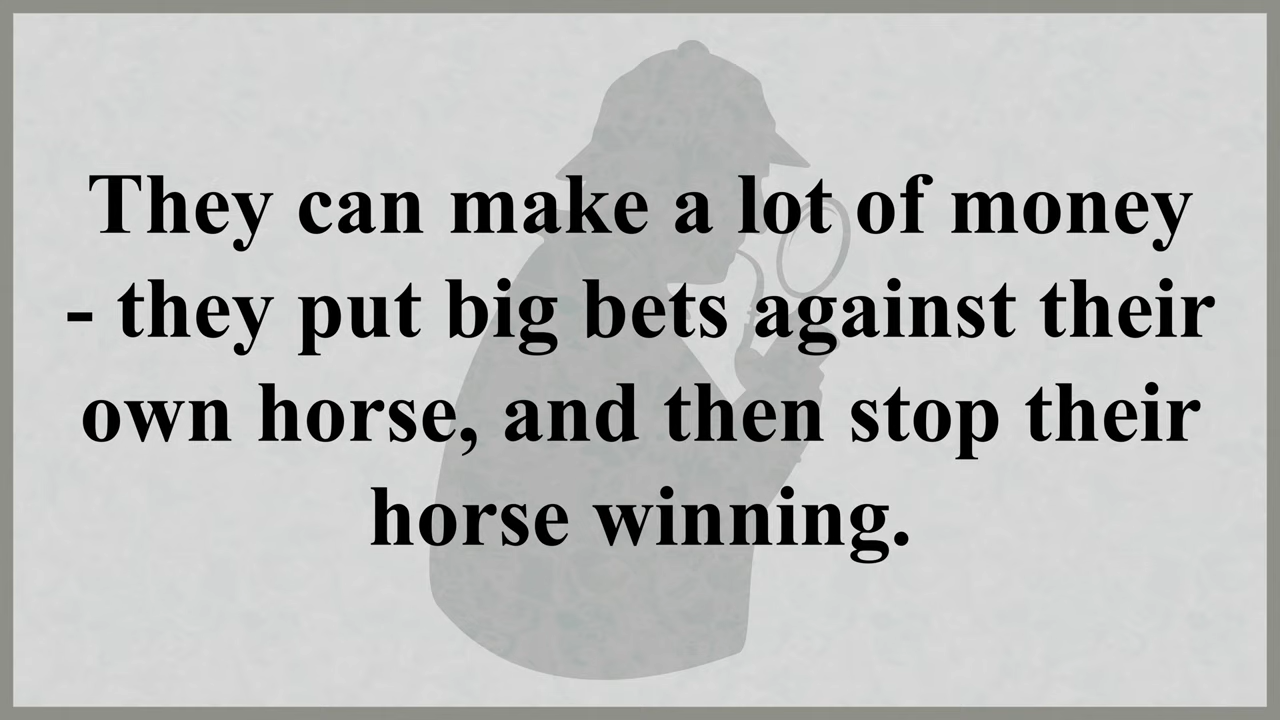 They can make a lot of money
- they put big bets against their
own horse, and then stop their
horse winning.